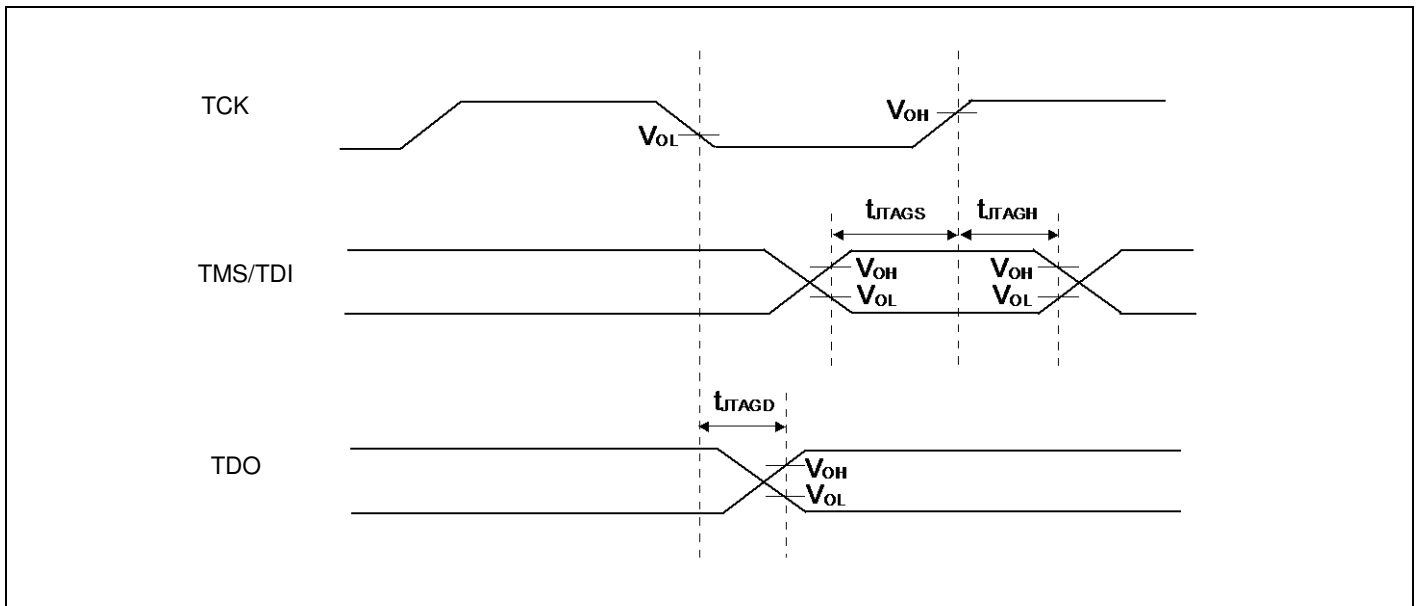 TCK
VOL
VOH
tJTAGS
tJTAGH
TMS/TDI
VOH
VOH
VOL
VOL
tJTAGD
TDO
VOH
VOL